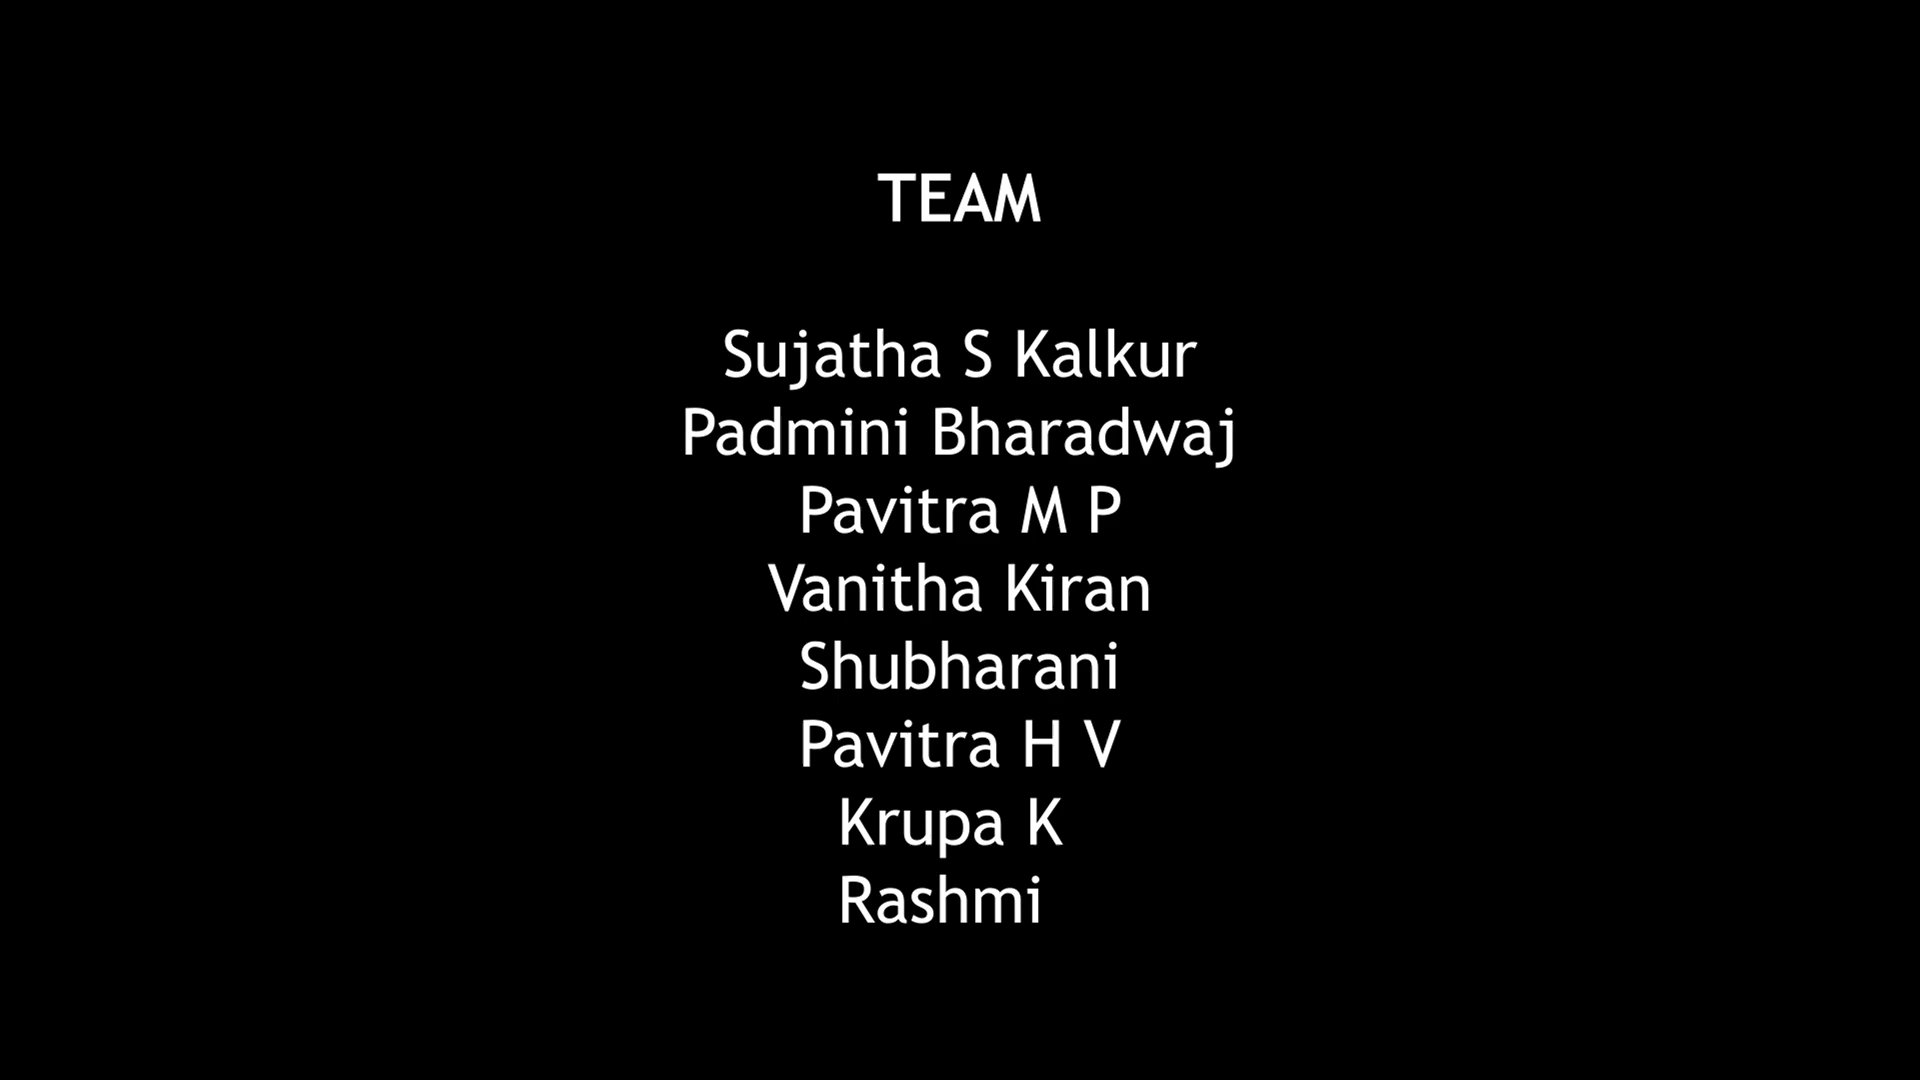 TEAM
Sujatha S Kalkur
Padmini Bharadwaj
Pavitra M P
Vanitha Kiran
Shubharani
Pavitra H V
Krupa K
Rashmi